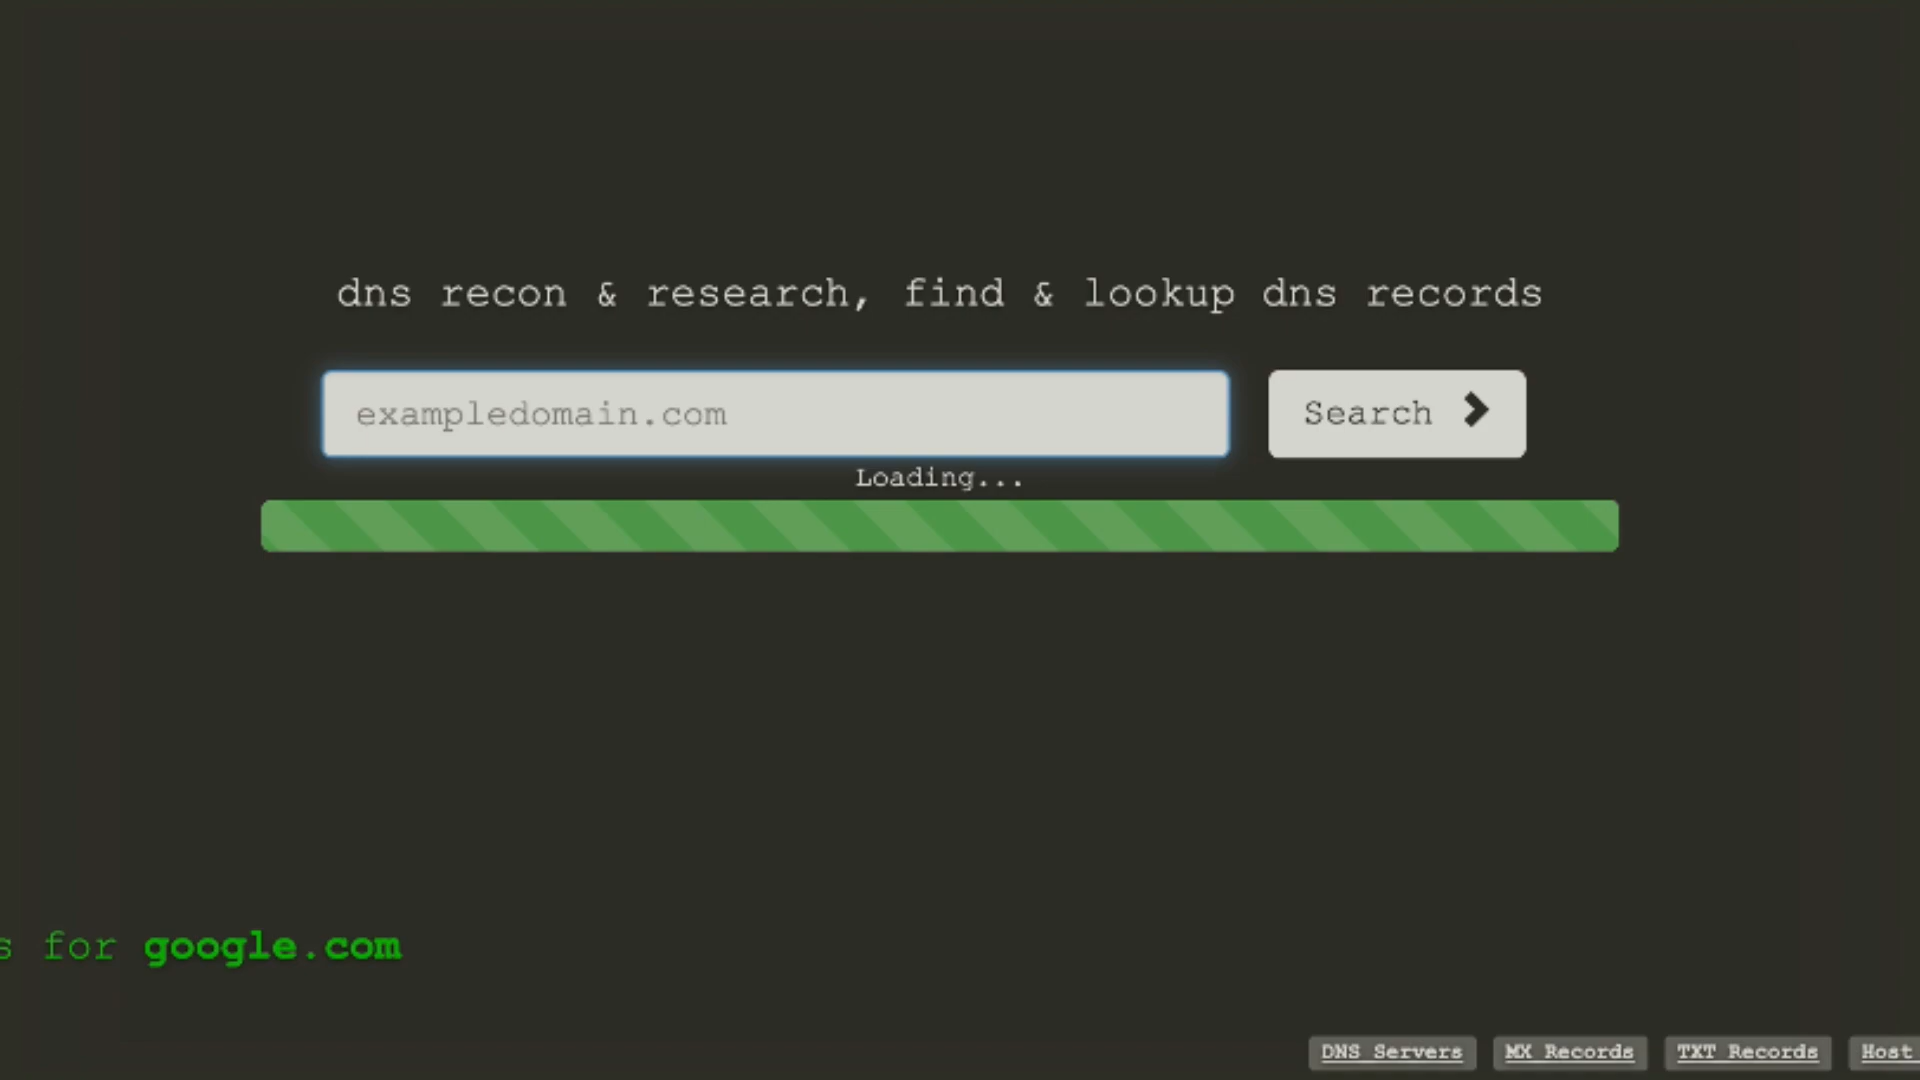 dns recon & research, find & lookup dns records
exampledomain.com
Search
Loading...
s for google.com
DNS Servers
MX Records
TXT Records
Host